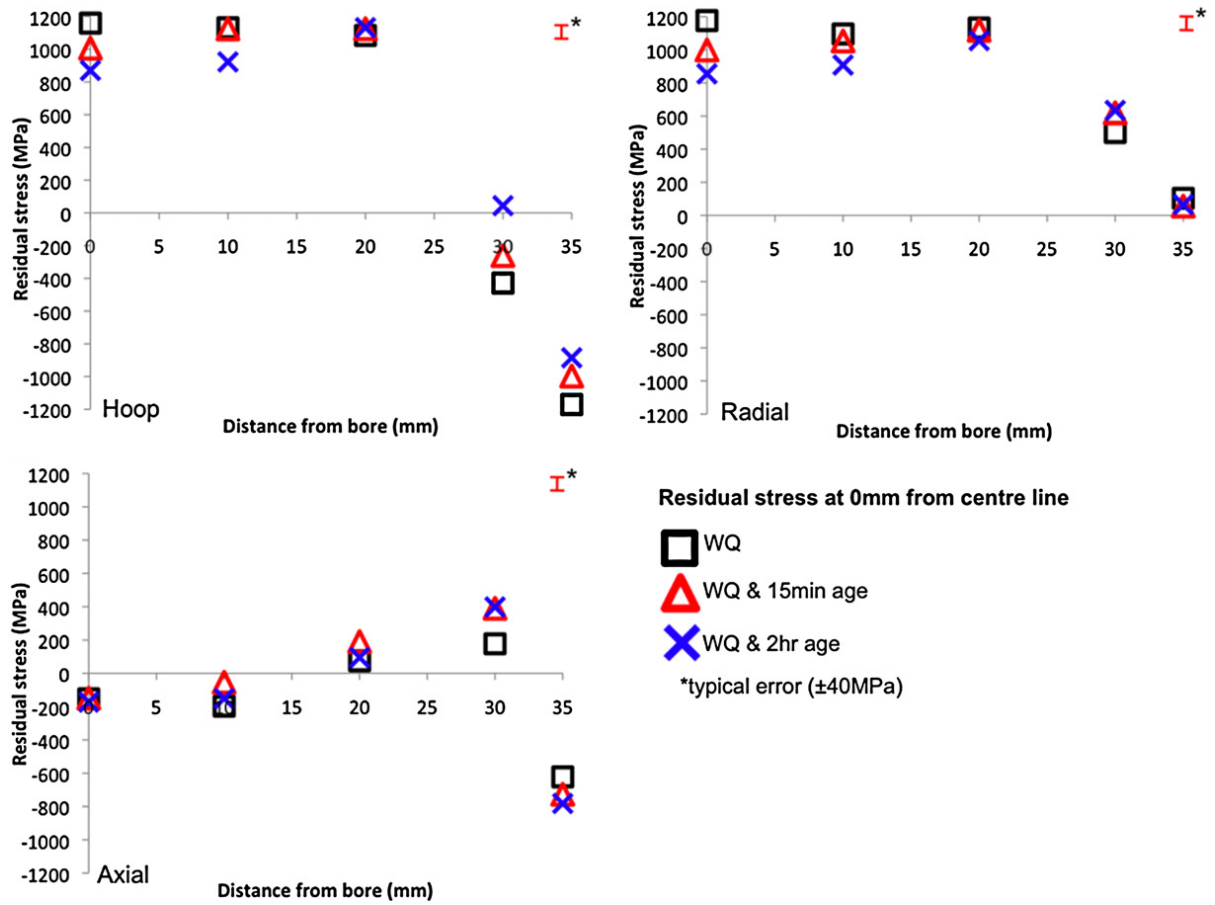 1200
1000
800
600
400
200
0
-200
-400
-600
-800
-1000
-1200
Residual stress (MPa)
0 5 10 15 20 25 30 35
*
Hoop
Distance from bore (mm)
1200
1000
800
600
400
200
0
-200
-400
-600
-800
-1000
-1200
Residual stress (MPa)
0 5 10 15 20 25 30 35
*
Radial
Distance from bore (mm)
1200
1000
800
600
400
200
0
-200
-400
-600
-800
-1000
-1200
Residual stress (MPa)
0 5 10 15 20 25 30 35
*
Axial
Distance from bore (mm)
Residual stress at 0mm from centre line
WQ
WQ & 15min age
WQ & 2hr age
*typical error (±40MPa)